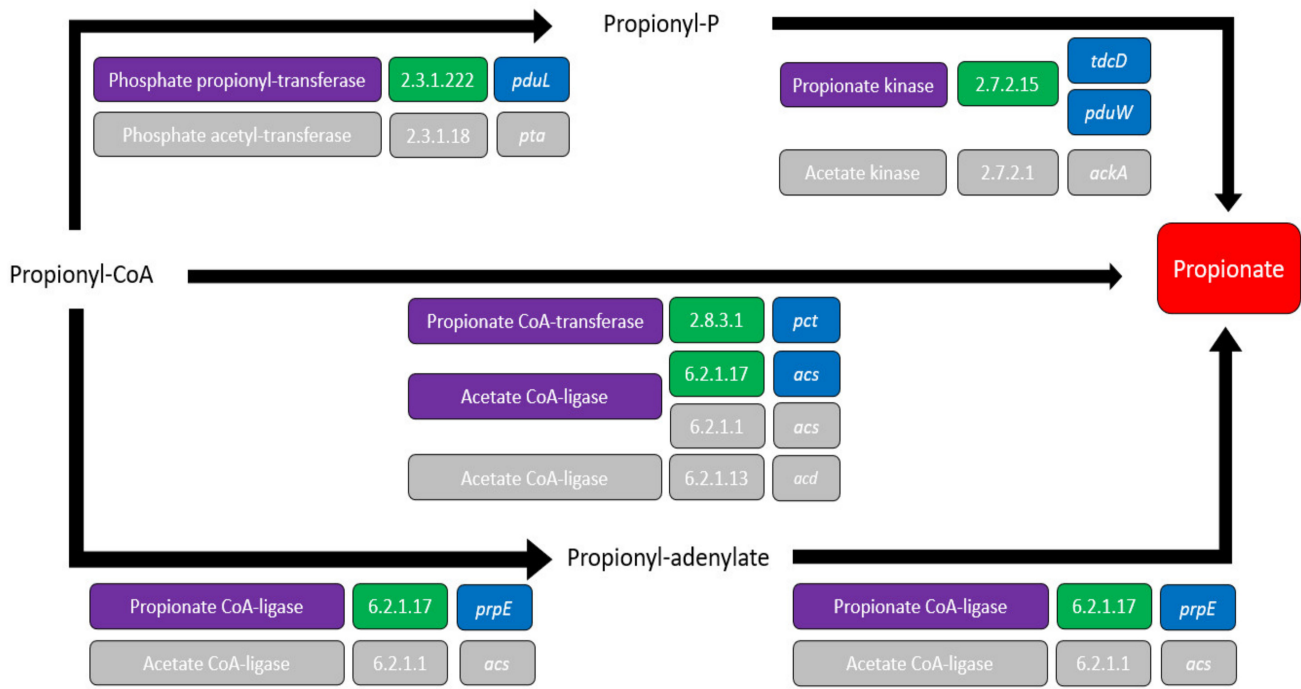 Propionyl-P
Phosphate propionyl-transferase 2.3.1.222 pduL
Phosphate acetyl-transferase 2.3.1.18 pta
Propionate kinase 2.7.2.15 tdcD
pduW
Acetate kinase 2.7.2.1 ackA
Propionyl-CoA
Propionate
Propionate CoA-transferase 2.8.3.1 pct
Acetate CoA-ligase 6.2.1.17 acs
6.2.1.1 acs
Acetate CoA-ligase 6.2.1.13 acd
Propionyl-adenylate
Propionate CoA-ligase 6.2.1.17 prpE
Acetate CoA-ligase 6.2.1.1 acs
Propionate CoA-ligase 6.2.1.17 prpE
Acetate CoA-ligase 6.2.1.1 acs